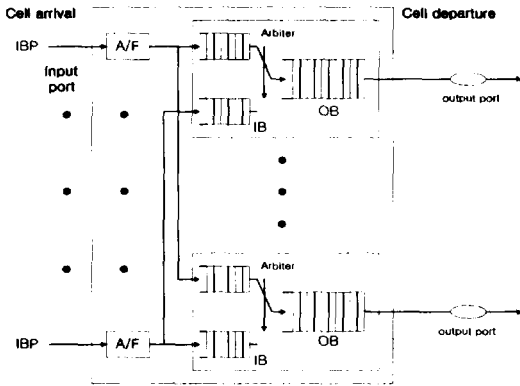 Cell arrival
Cell departure
IBP
A/F
Arbiter
input
port
OB
output port
IB
Arbiter
OB
output port
IBP
A/F
IB